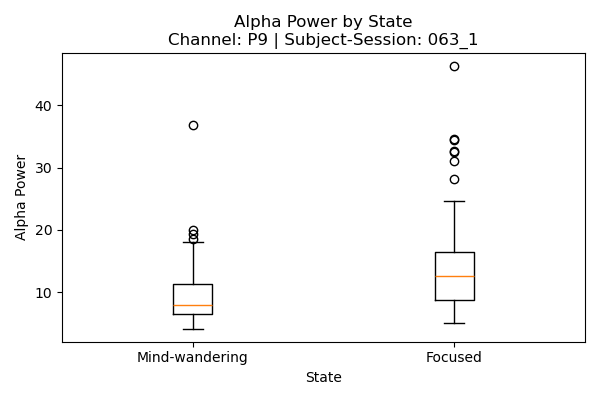 Alpha Power by State
Channel: P9 | Subject-Session: 063_1
Alpha Power
40
30
20
10
Mind-wandering
Focused
State